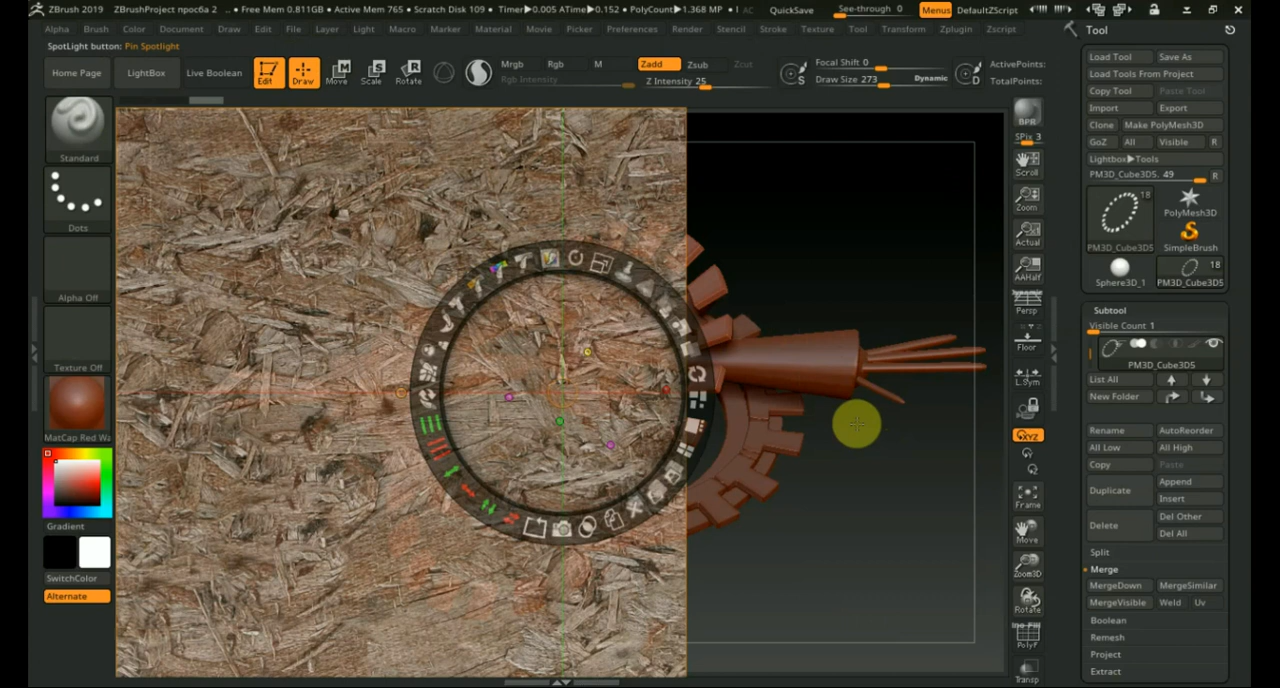 ZBrush 2019 ZBrushProject просба 2 .. • Free Mem 0.811GB • Active Mem 765 • Scratch Disk 109 • Timer▶0.005 ATime▶0.152 • PolyCount▶1.368 MP • AC QuickSave See-through 0 Menus DefaultZScript
Alpha Brush Color Document Draw Edit File Layer Light Macro Marker Material Movie Picker Preferences Render Stencil Stroke Texture Tool Transform Zplugin Zscript
SpotLight button: Pin Spotlight
Home Page LightBox Live Boolean Edit Draw Move Scale Rotate
Mrgb Rgb M Zadd Zsub Zcut
Rgb Intensity Z Intensity 25
Focal Shift 0
Draw Size 273 Dynamic
ActivePoints:
TotalPoints:
Standard
Dots
Alpha Off
Texture Off
MatCap Red Wa
Gradient
SwitchColor
Alternate
BPR
SPix 3
Scroll
Zoom
Actual
AAHalf
Dynamic
Persp
Floor
L.Sym
XYZ
Frame
Move
Zoom3D
Rotate
PolyF
Transp
Tool
Load Tool Save As
Load Tools From Project
Copy Tool Paste Tool
Import Export
Clone Make PolyMesh3D
GoZ All Visible R
Lightbox▶Tools
PM3D_Cube3D5. 49 R
18
PM3D_Cube3D5
PolyMesh3D
SimpleBrush
Sphere3D_1
18
PM3D_Cube3D5
Subtool
Visible Count 1
PM3D_Cube3D5
List All
New Folder
Rename AutoReorder
All Low All High
Copy Paste
Duplicate Append
Insert
Delete Del Other
Del All
Split
Merge
MergeDown MergeSimilar
MergeVisible Weld Uv
Boolean
Remesh
Project
Extract